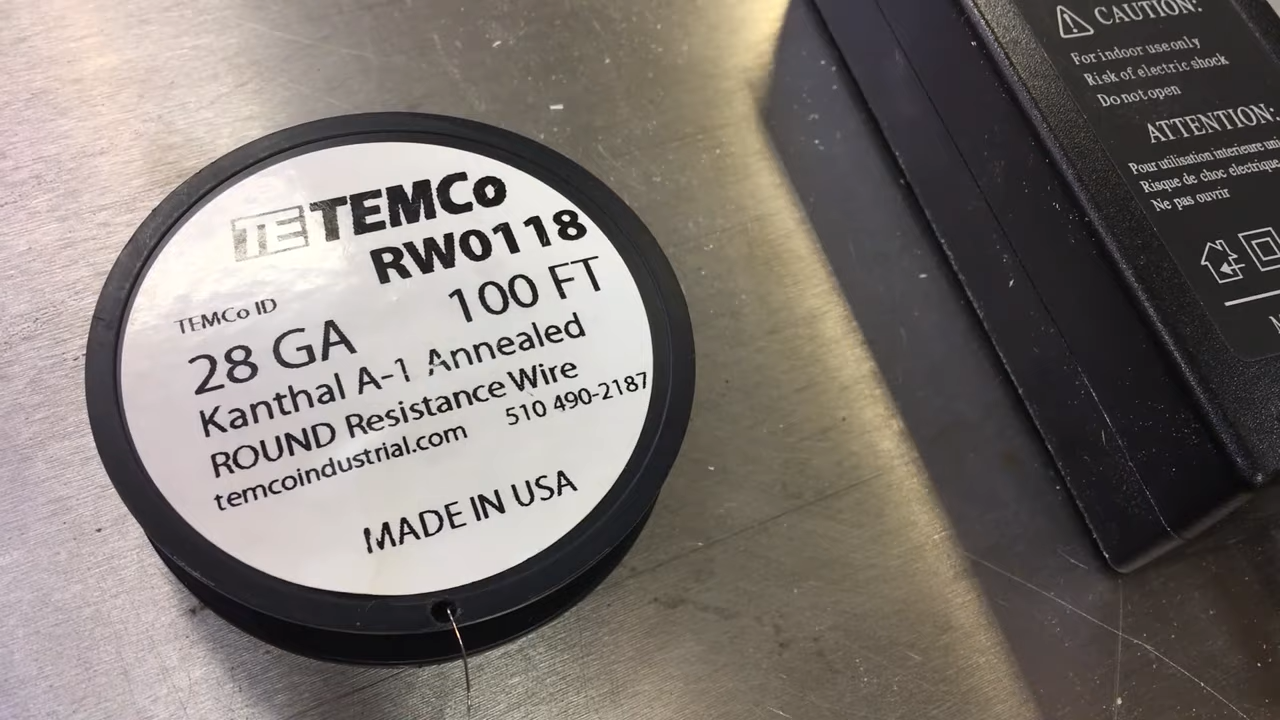 TE TEMCo
RW0118
TEMCo ID
100 FT
28 GA
Kanthal A-1 Annealed
ROUND Resistance Wire
temcoindustrial.com
510 490-2187
MADE IN USA
CAUTION:
For indoor use only
Risk of electric shock
Do not open
ATTENTION:
Pour utilisation interieure
Risque de choc electrique
Ne pas ouvrir